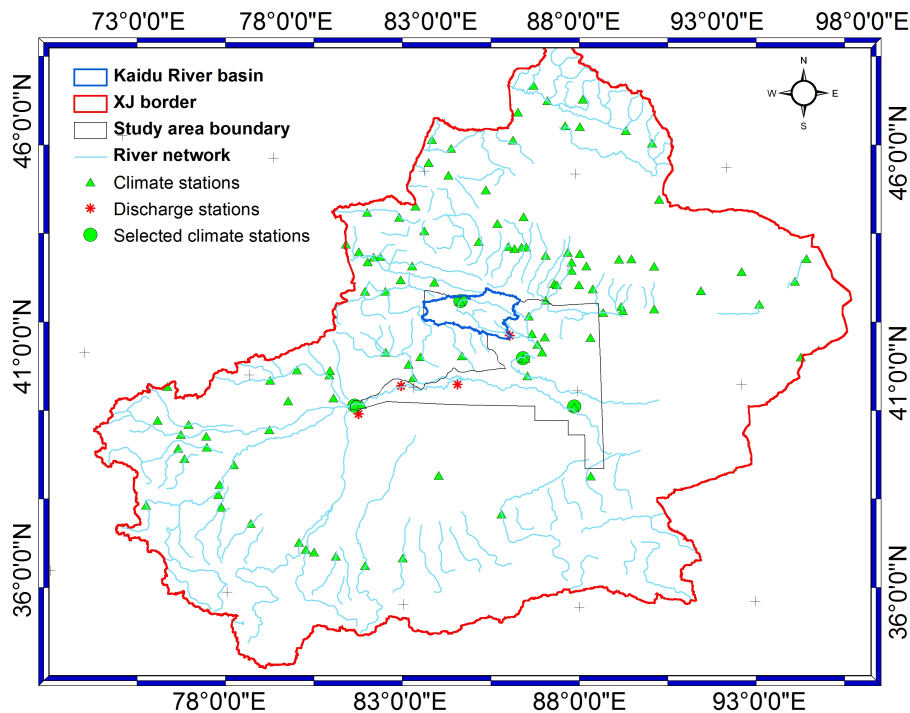 73°0'0"E 78°0'0"E 83°0'0"E 88°0'0"E 93°0'0"E 98°0'0"E
Kaidu River basin
XJ border
Study area boundary
River network
Climate stations
Discharge stations
Selected climate stations
N
W E
S
46°0'0"N 46°0'0"N
41°0'0"N 41°0'0"N
36°0'0"N 36°0'0"N
78°0'0"E 83°0'0"E 88°0'0"E 93°0'0"E